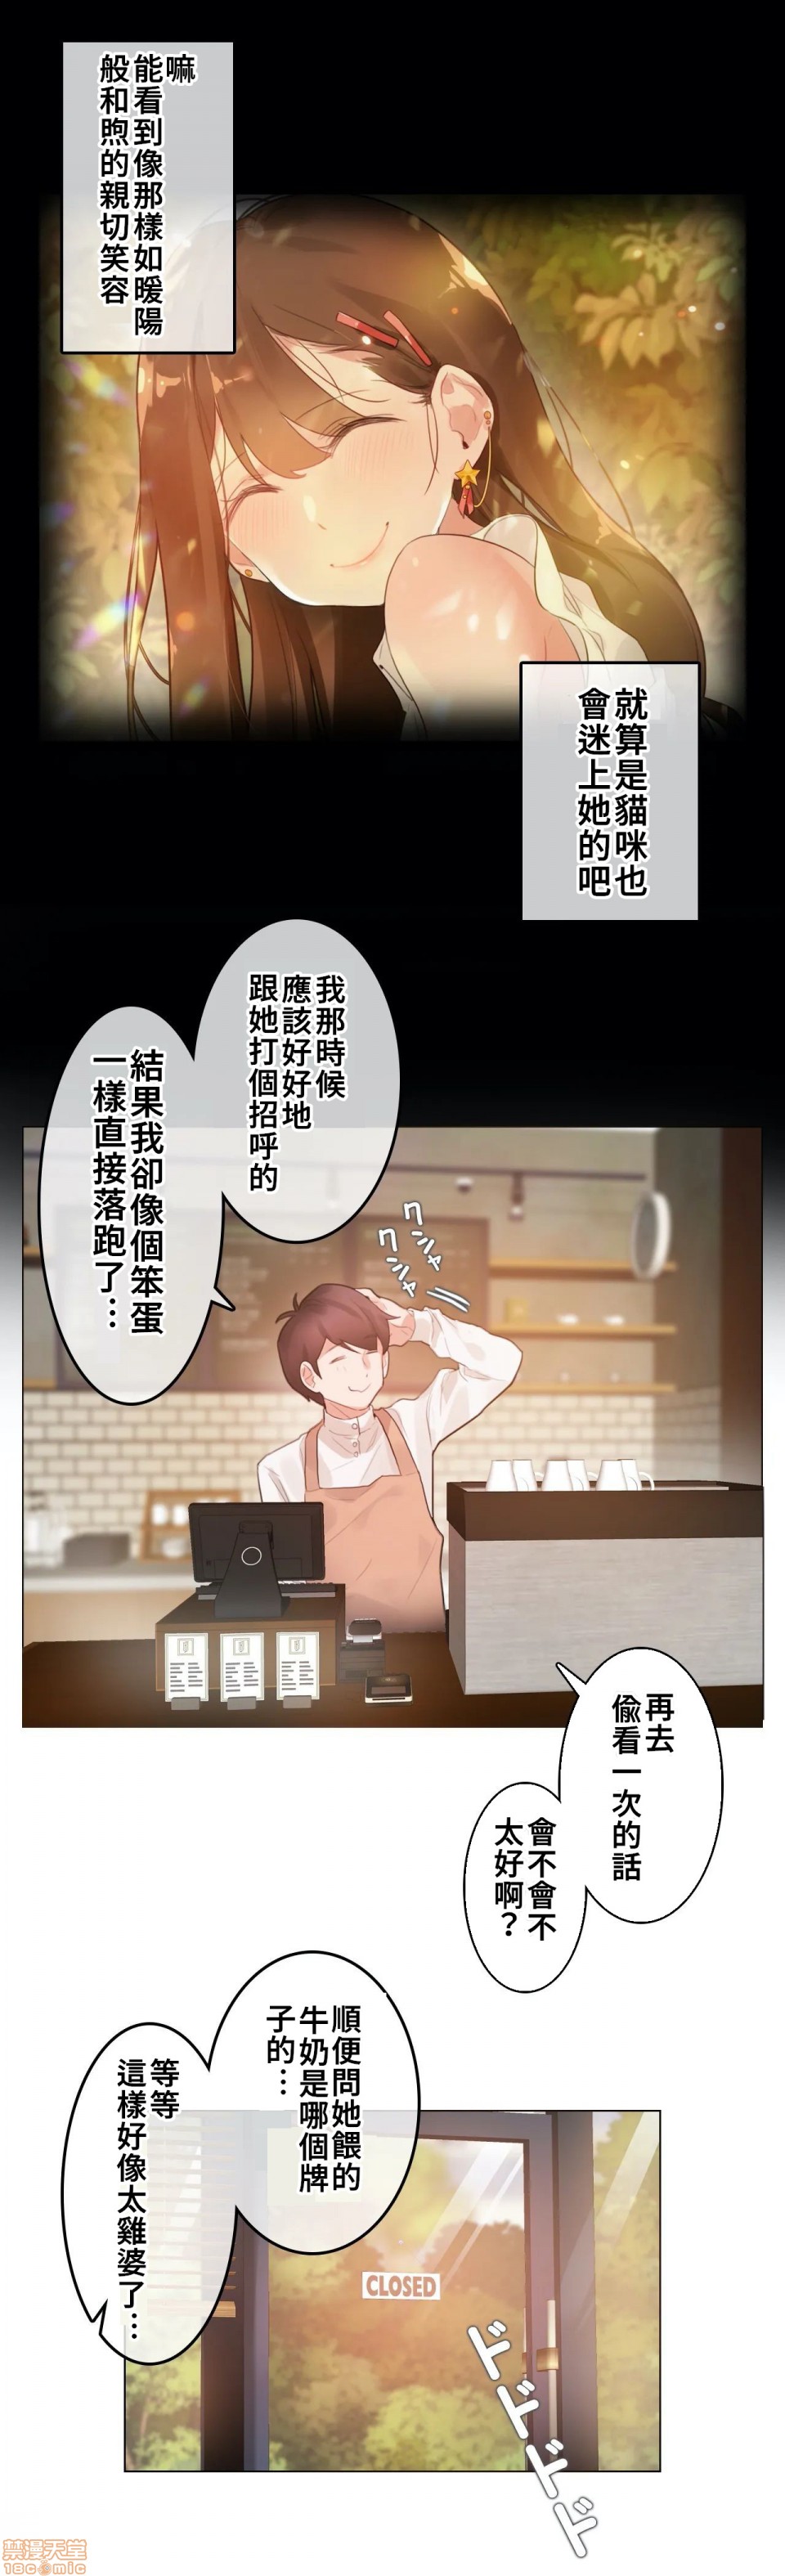 嘛
能看到像那樣如暖陽
般和煦的親切笑容
就算是貓咪也
會迷上她的吧
我那時候
應該好好地
跟她打個招呼的
結果我卻像個笨蛋
一樣直接落跑了…
クシャ
クシャ
再去
偷看一次的話
會不會不
太好啊？
順便問她餵的
牛奶是哪個牌
子的…
等等
這樣好像太雞婆了…
CLOSED
ドドドド
禁漫天堂
18comic